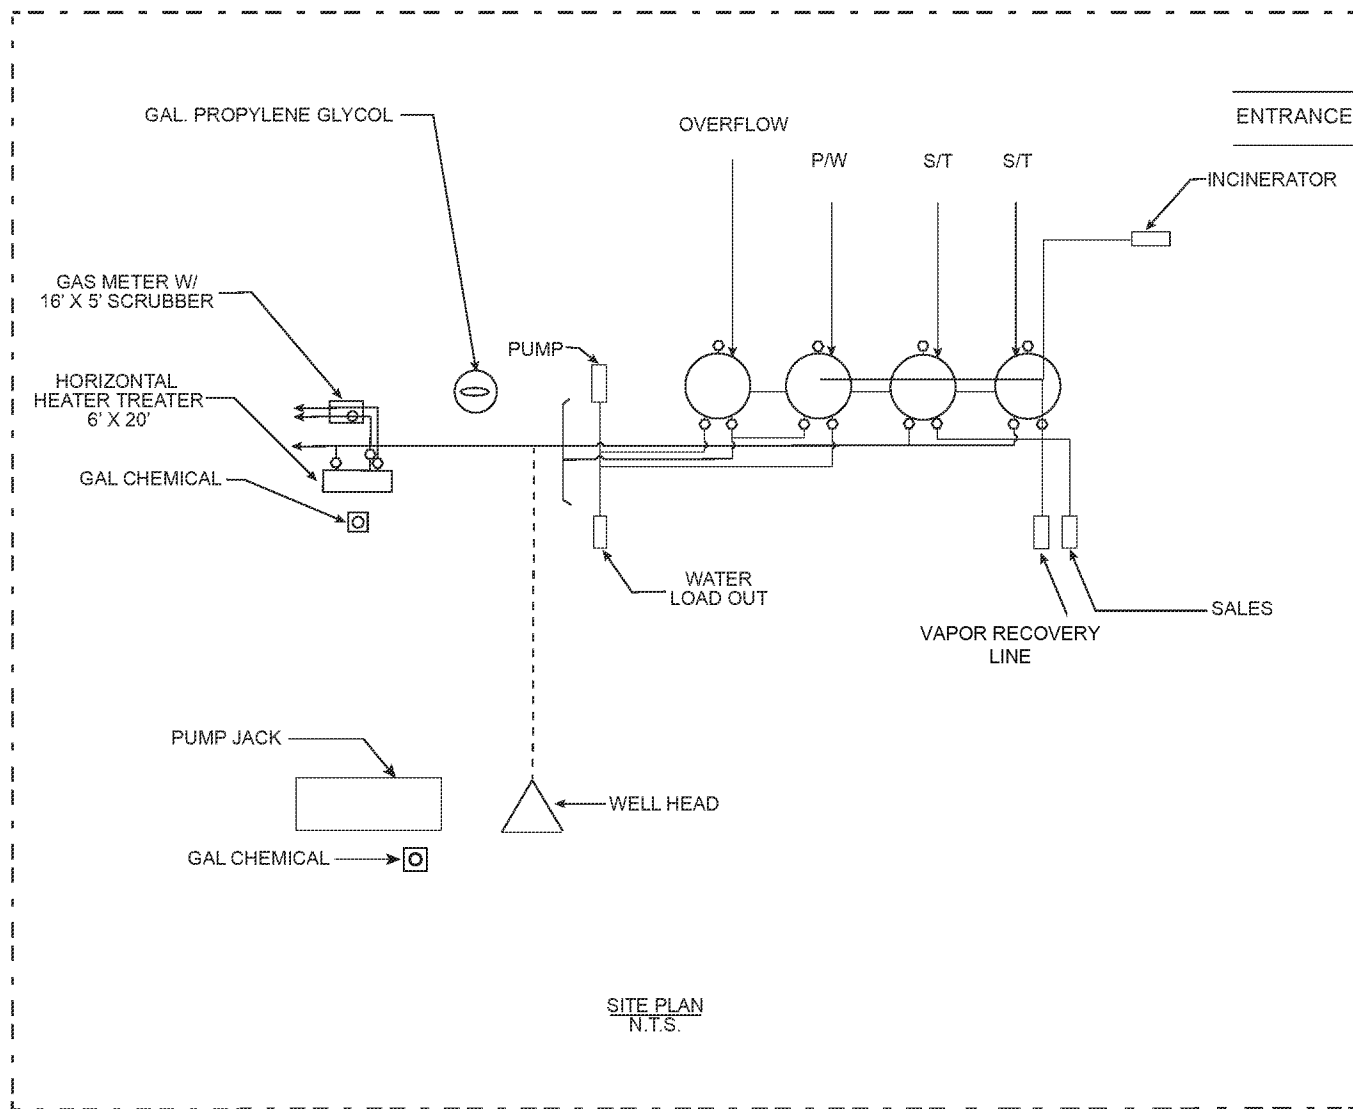 GAL. PROPYLENE GLYCOL
OVERFLOW
ENTRANCE
P/W
S/T
S/T
INCINERATOR
GAS METER W/
16' X 5' SCRUBBER
PUMP
HORIZONTAL
HEATER TREATER
6' X 20'
GAL CHEMICAL
WATER
LOAD OUT
SALES
VAPOR RECOVERY
LINE
PUMP JACK
WELL HEAD
GAL CHEMICAL
SITE PLAN
N.T.S.